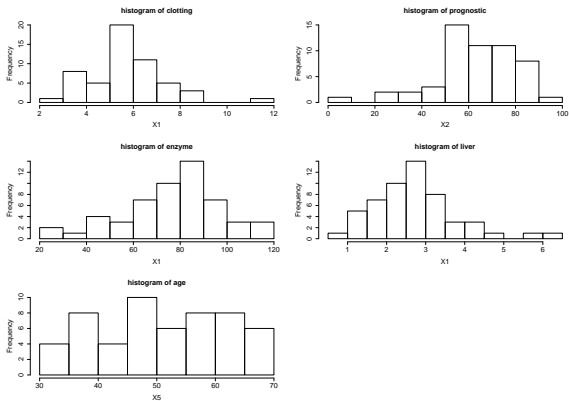 histogram of clotting
Frequency
0 5 10 15 20
2 4 6 8 10 12
X1
histogram of prognostic
Frequency
0 5 10 15
0 20 40 60 80 100
X2
histogram of enzyme
Frequency
0 2 4 6 8 12
20 40 60 80 100 120
X1
histogram of liver
Frequency
0 2 4 6 8 12
1 2 3 4 5 6
X1
histogram of age
Frequency
0 2 4 6 8 10
30 40 50 60 70
X5